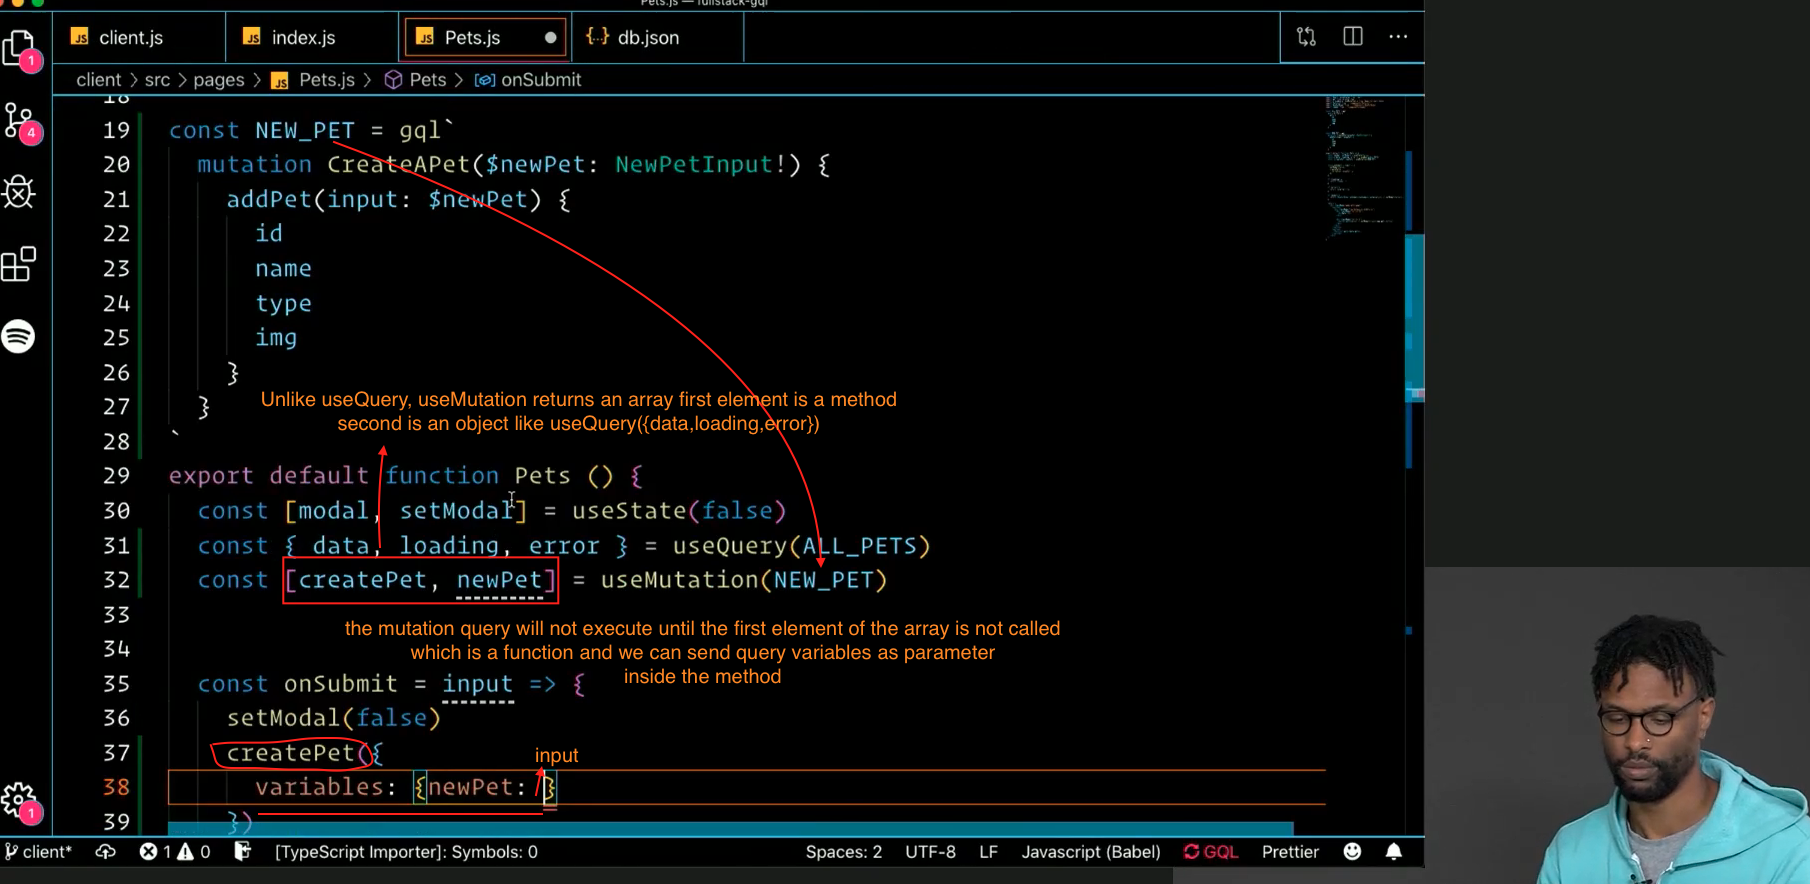 Pets.js — fullstack-gql
client.js
index.js
Pets.js
db.json
client > src > pages > Pets.js > Pets > onSubmit
18
19 const NEW_PET = gql`
20 mutation CreateAPet($newPet: NewPetInput!) {
21 addPet(input: $newPet) {
22 id
23 name
24 type
25 img
26 }
27 }
Unlike useQuery, useMutation returns an array first element is a method
second is an object like useQuery({data,loading,error})
28 `
29 export default function Pets () {
30 const [modal, setModal] = useState(false)
31 const { data, loading, error } = useQuery(ALL_PETS)
32 const [createPet, newPet] = useMutation(NEW_PET)
33
the mutation query will not execute until the first element of the array is not called
34
which is a function and we can send query variables as parameter
inside the method
35 const onSubmit = input => {
36 setModal(false)
37 createPet({
input
38 variables: {newPet: }
39 })
1
4
1
client*
1 0
[TypeScript Importer]: Symbols: 0
Spaces: 2
UTF-8
LF
Javascript (Babel)
GQL
Prettier